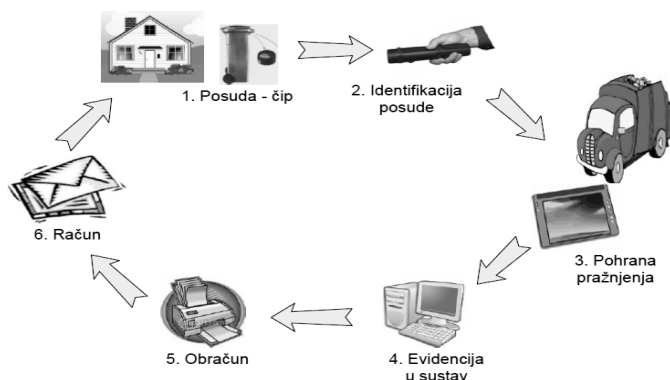 1. Posuda - čip
2. Identifikacija
posude
3. Pohrana
pražnjenja
4. Evidencija
u sustav
5. Obračun
6. Račun